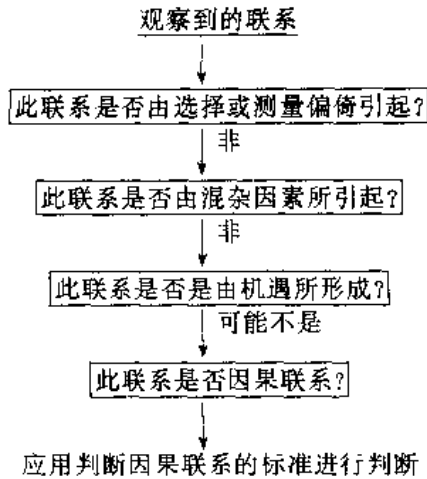 观察到的联系
此联系是否由选择或测量偏倚引起?
非
此联系是否由混杂因素所引起?
非
此联系是否是由机遇所形成?
可能不是
此联系是否因果联系?
应用判断因果联系的标准进行判断